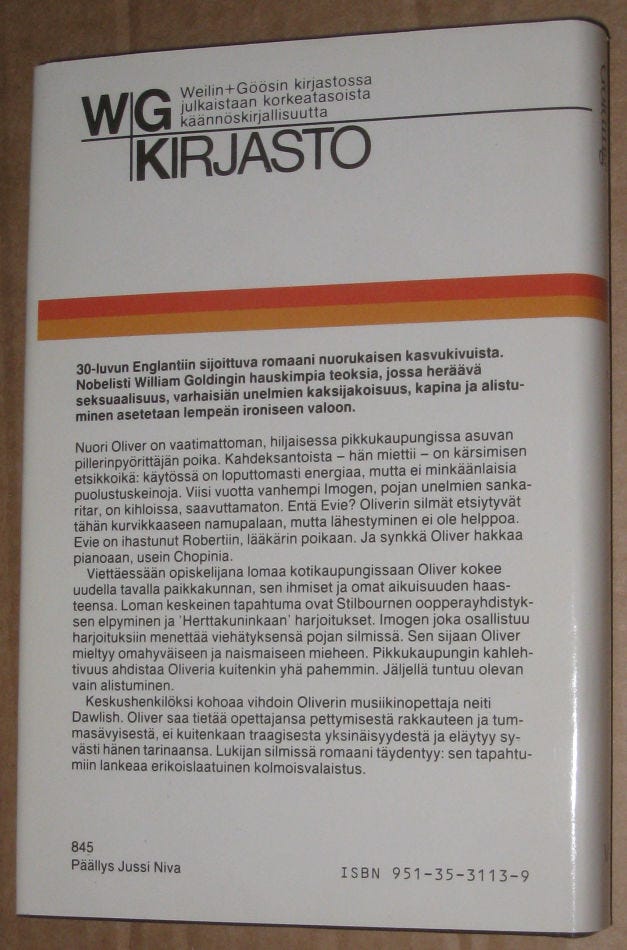 W|G
Weilin+Göösin kirjastossa
julkaistaan korkeatasoista
käännöskirjallisuutta
KIRJASTO
30-luvun Englantiin sijoittuva romaani nuorukaisen kasvukivuista.
Nobelisti William Goldingin hauskimpia teoksia, jossa heräävä
seksuaalisuus, varhaisiän unelmien kaksijakoisuus, kapina ja alistu-
minen asetetaan lempeän ironiseen valoon.
Nuori Oliver on vaatimattoman, hiljaisessa pikkukaupungissa asuvan
pillerinpyörittäjän poika. Kahdeksantoista – hän miettii – on kärsimisen
etsikkoikä: käytössä on loputtomasti energiaa, mutta ei minkäänlaisia
puolustuskeinoja. Viisi vuotta vanhempi Imogen, pojan unelmien sanka-
ritar, on kihloissa, saavuttamaton. Entä Evie? Oliverin silmät etsiytyvät
tähän kurvikkaaseen namupalaan, mutta lähestyminen ei ole helppoa.
Evie on ihastunut Robertiin, lääkärin poikaan. Ja synkkä Oliver hakkaa
pianoaan, usein Chopinia.
Viettäessään opiskelijana lomaa kotikaupungissaan Oliver kokee
uudella tavalla paikkakunnan, sen ihmiset ja omat aikuisuuden haas-
teensa. Loman keskeinen tapahtuma ovat Stilbournen oopperayhdistyk-
sen elpyminen ja 'Herttakuninkaan' harjoitukset. Imogen joka osallistuu
harjoituksiin menettää viehätyksensä pojan silmissä. Sen sijaan Oliver
mieltyy omahyväiseen ja naismaiseen mieheen. Pikkukaupungin kahleh-
tivuus ahdistaa Oliveria kuitenkin yhä pahemmin. Jäljellä tuntuu olevan
vain alistuminen.
Keskushenkilöksi kohoaa vihdoin Oliverin musiikinopettaja neiti
Dawlish. Oliver saa tietää opettajansa pettymisestä rakkauteen ja tum-
masävyisestä, ei kuitenkaan traagisesta yksinäisyydestä ja eläytyy sy-
västi hänen tarinaansa. Lukijan silmissä romaani täydentyy: sen tapahtu-
miin lankeaa erikoislaatuinen kolmoisvalaistus.
845
Päällys Jussi Niva
ISBN 951-35-3113-9